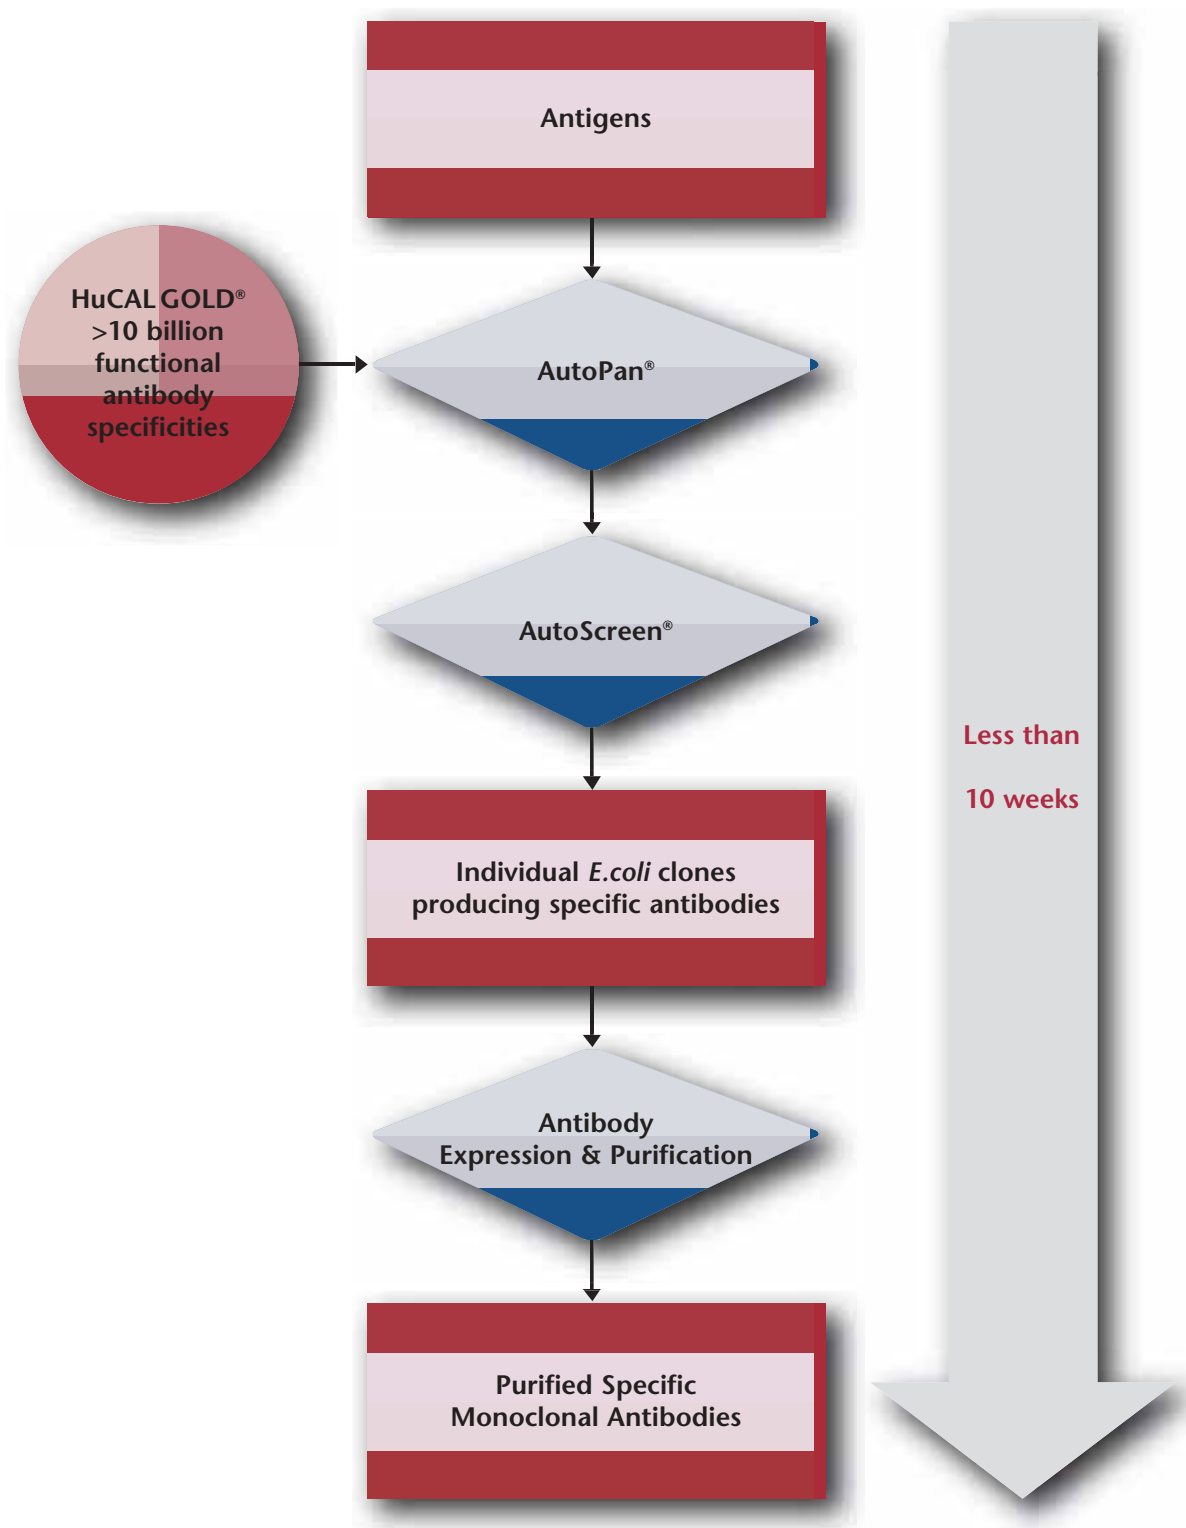 Antigens
HuCAL GOLD®
>10 billion
functional
antibody
specificities
AutoPan®
AutoScreen®
Less than
10 weeks
Individual E.coli clones
producing specific antibodies
Antibody
Expression & Purification
Purified Specific
Monoclonal Antibodies